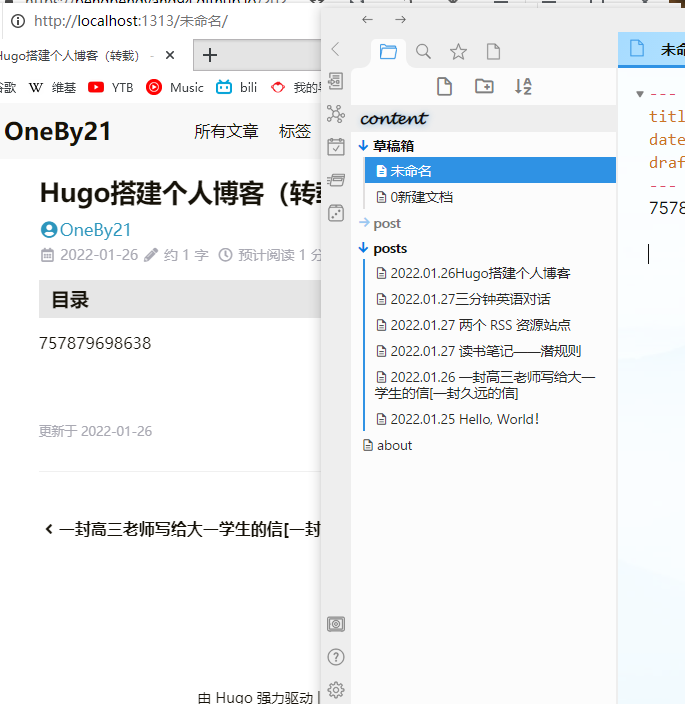 http://localhost:1313/未命名/
Hugo搭建个人博客（转载） -
W 维基 YTB Music bili
OneBy21 所有文章 标签
Hugo搭建个人博客（转载
OneBy21
2022-01-26 约 1 字 预计阅读 1 分
目录
757879698638
更新于 2022-01-26
一封高三老师写给大一学生的信[一封
由 Hugo 强力驱动 |
content
草稿箱
未命名
0新建文档
post
posts
2022.01.26Hugo搭建个人博客
2022.01.27三分钟英语对话
2022.01.27 两个 RSS 资源站点
2022.01.27 读书笔记——潜规则
2022.01.26 一封高三老师写给大一
学生的信[一封久远的信]
2022.01.25 Hello, World！
about
未命
---
titl
date
draf
---
7578